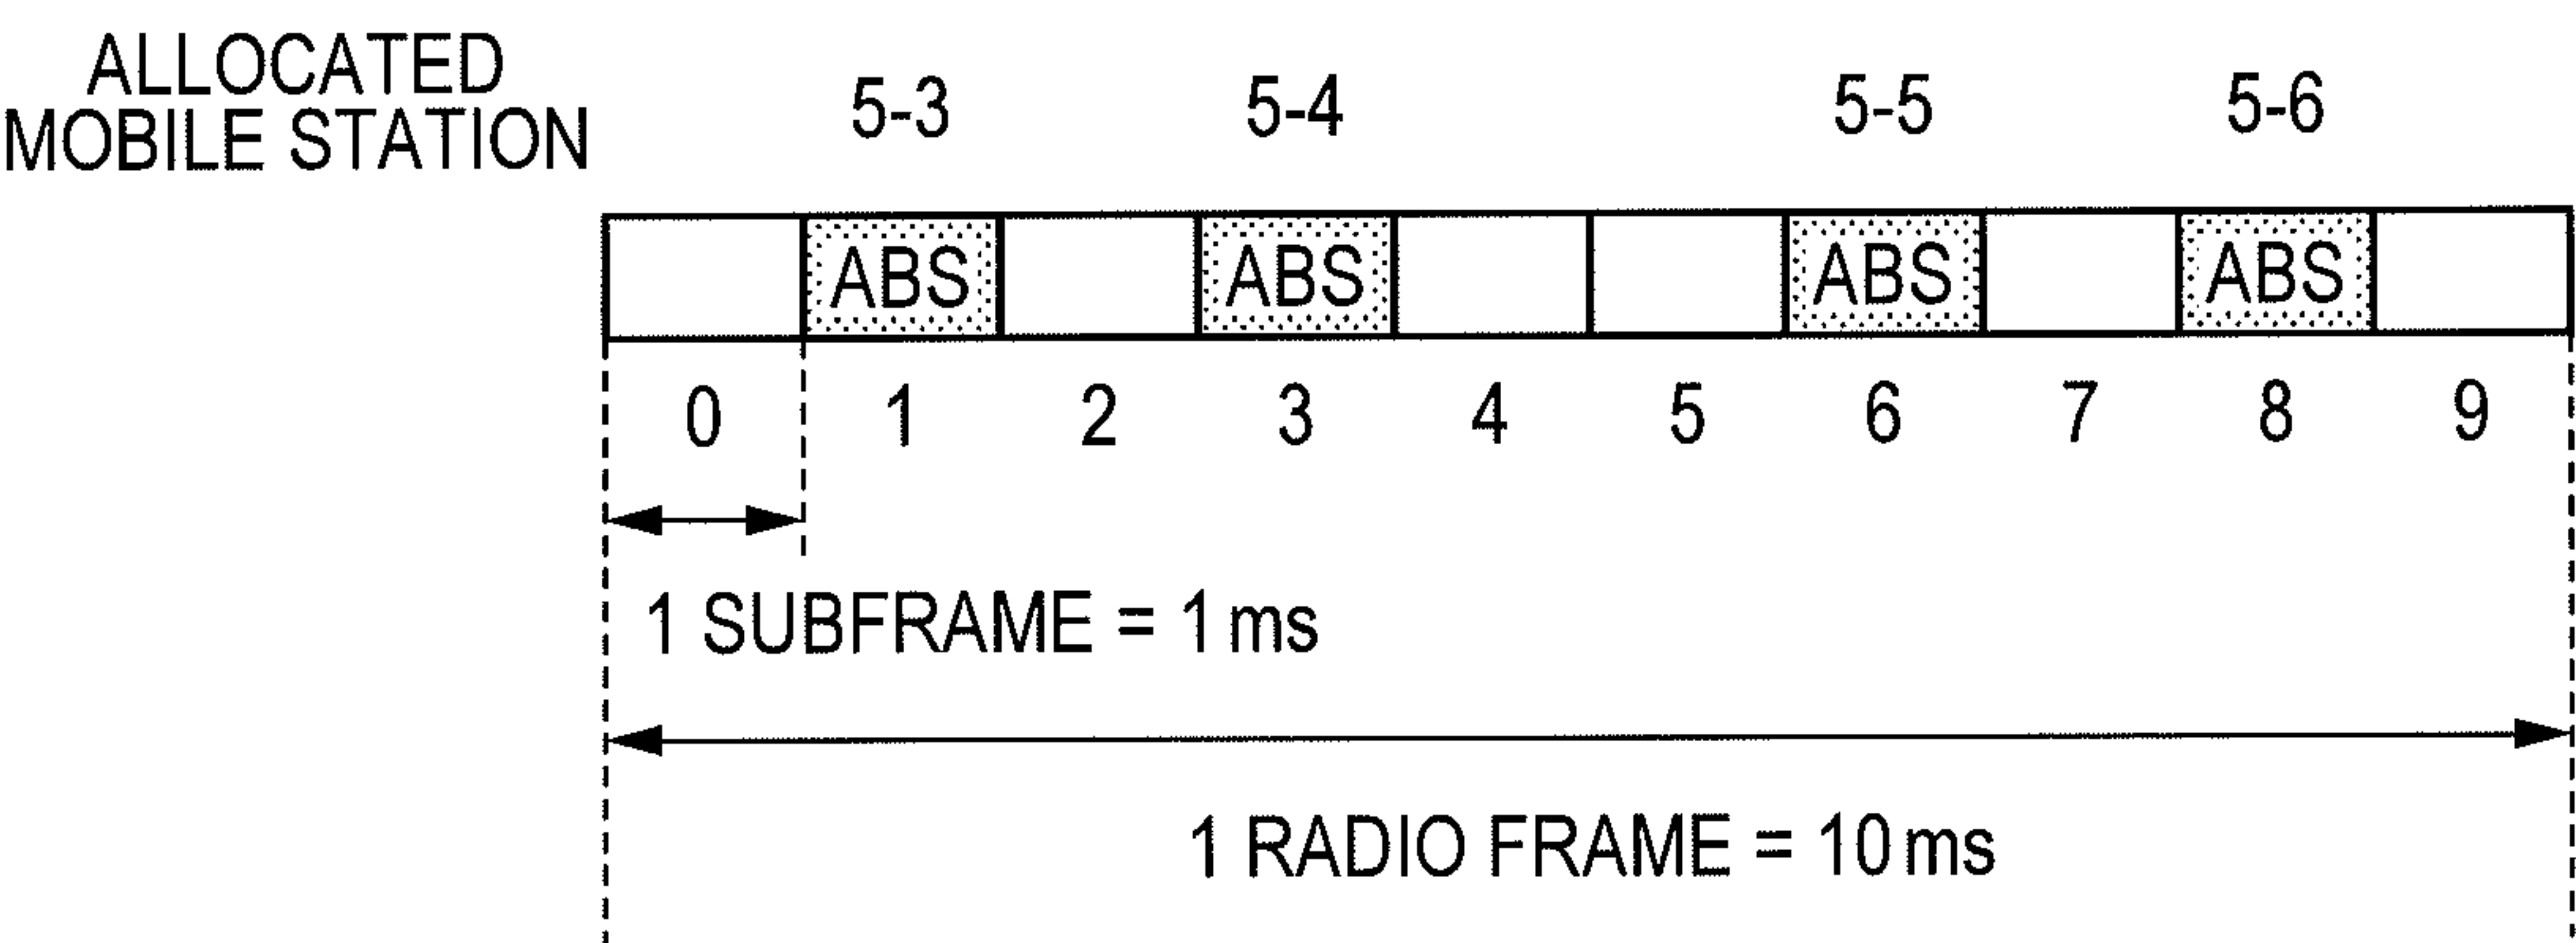 ALLOCATED
MOBILE STATION
5-3 5-4 5-5 5-6
ABS ABS ABS ABS
0 1 2 3 4 5 6 7 8 9
1 SUBFRAME = 1 ms
1 RADIO FRAME = 10 ms